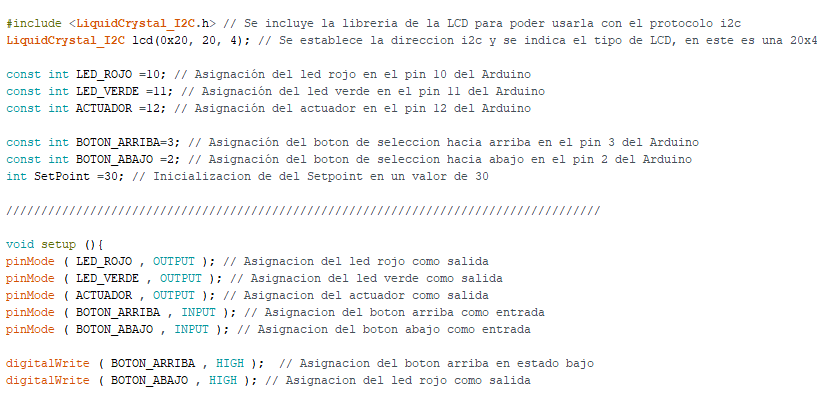 #include <LiquidCrystal_I2C.h> // Se incluye la libreria de la LCD para poder usarla con el protocolo i2c
LiquidCrystal_I2C lcd(0x20, 20, 4); // Se establece la direccion i2c y se indica el tipo de LCD, en este es una 20x4
const int LED_ROJO =10; // Asignación del led rojo en el pin 10 del Arduino
const int LED_VERDE =11; // Asignación del led verde en el pin 11 del Arduino
const int ACTUADOR =12; // Asignación del actuador en el pin 12 del Arduino
const int BOTON_ARRIBA=3; // Asignación del boton de seleccion hacia arriba en el pin 3 del Arduino
const int BOTON_ABAJO =2; // Asignación del boton de seleccion hacia abajo en el pin 2 del Arduino
int SetPoint =30; // Inicializacion de del Setpoint en un valor de 30
/////////////////////////////////////////////////////////////////////////////////////
void setup (){
pinMode ( LED_ROJO , OUTPUT ); // Asignacion del led rojo como salida
pinMode ( LED_VERDE , OUTPUT ); // Asignacion del led verde como salida
pinMode ( ACTUADOR , OUTPUT ); // Asignacion del actuador como salida
pinMode ( BOTON_ARRIBA , INPUT ); // Asignacion del boton arriba como entrada
pinMode ( BOTON_ABAJO , INPUT ); // Asignacion del boton abajo como entrada
digitalWrite ( BOTON_ARRIBA , HIGH );  // Asignacion del boton arriba en estado bajo
digitalWrite ( BOTON_ABAJO , HIGH ); // Asignacion del led rojo como salida